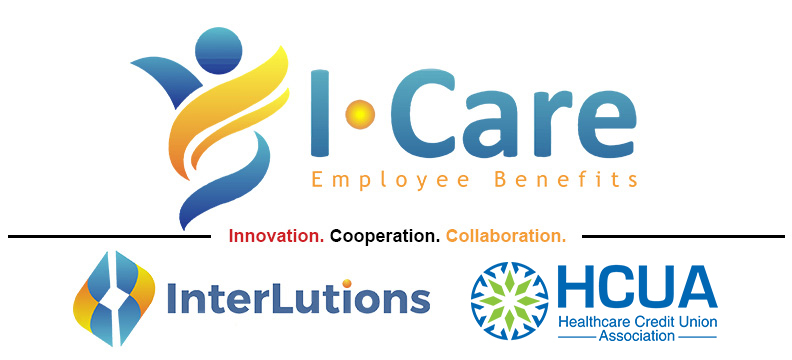 I·Care
Employee Benefits
Innovation. Cooperation. Collaboration.
InterLutions
HCUA
Healthcare Credit Union
Association